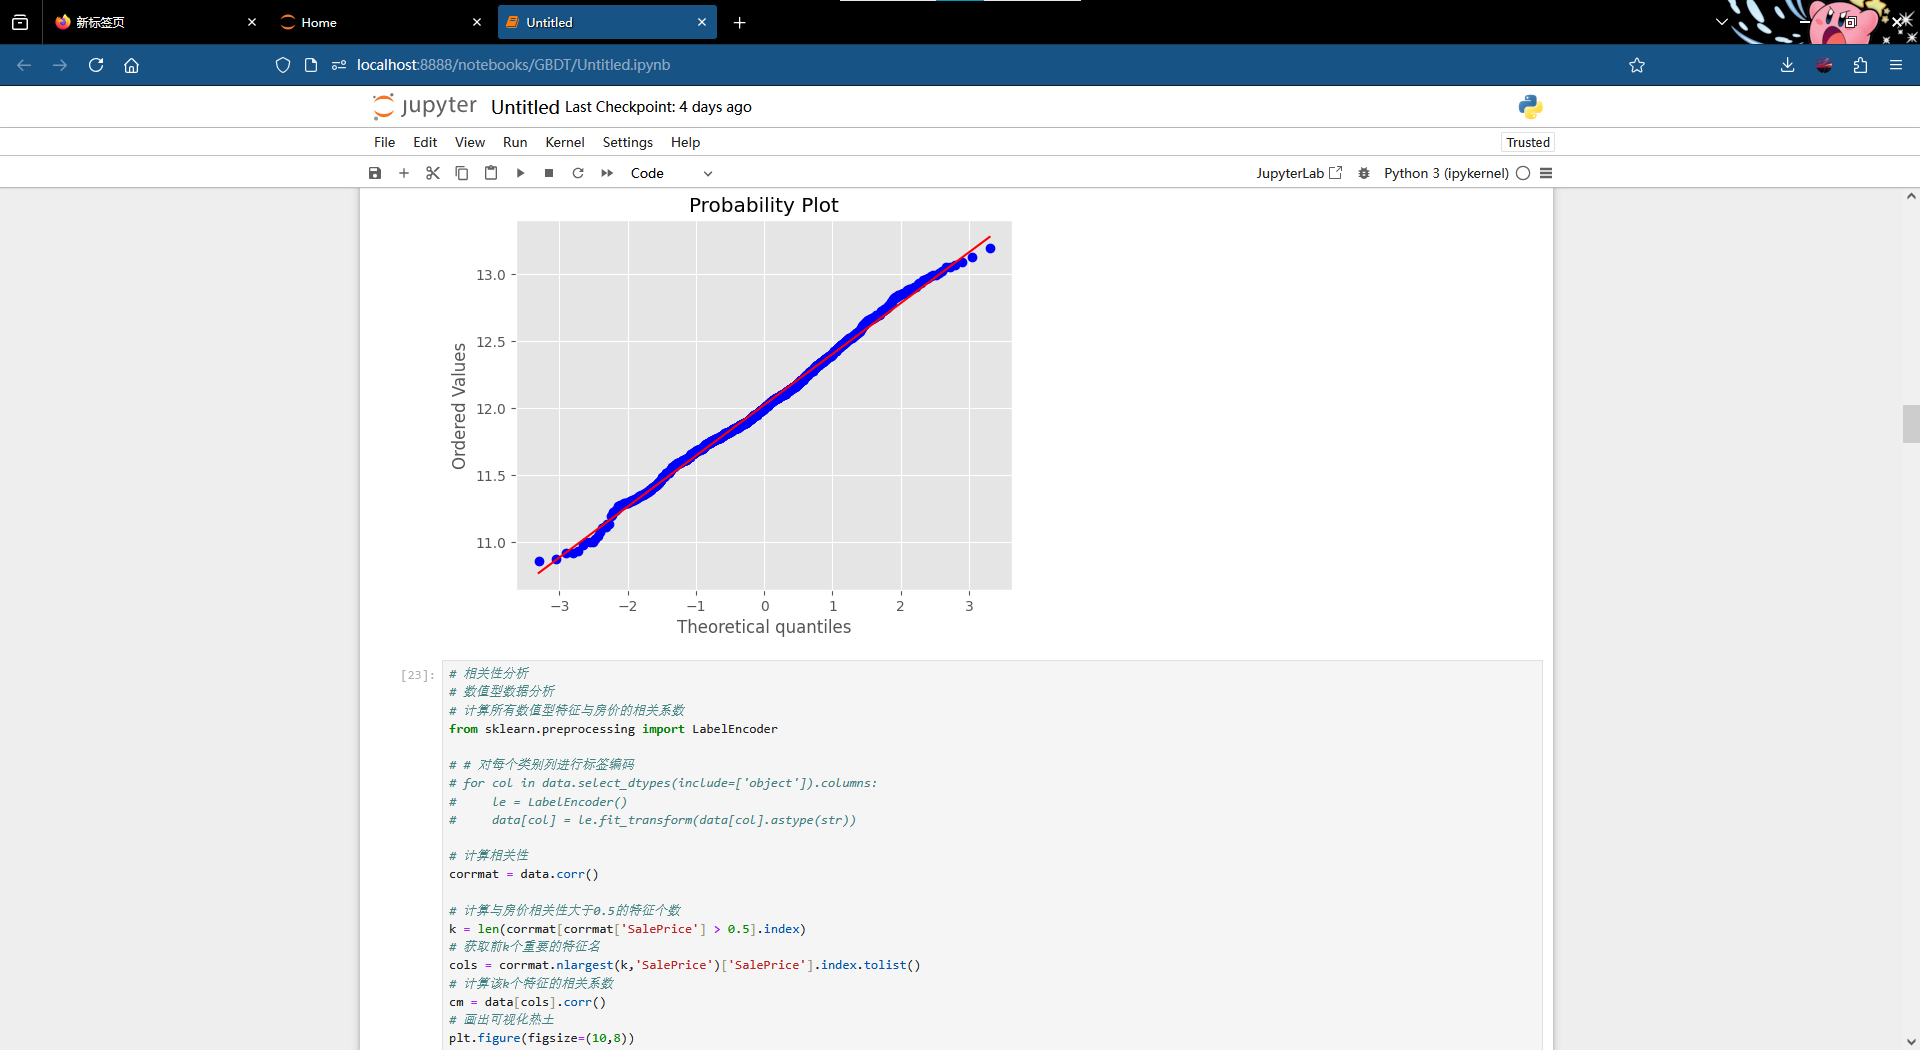 新标签页
Home
Untitled
localhost:8888/notebooks/GBDT/Untitled.ipynb
jupyter Untitled Last Checkpoint: 4 days ago
File Edit View Run Kernel Settings Help
Trusted
Code
JupyterLab
Python 3 (ipykernel)
Probability Plot
13.0
12.5
12.0
11.5
11.0
Ordered Values
−3 −2 −1 0 1 2 3
Theoretical quantiles
[23]:
# 相关性分析
# 数值型数据分析
# 计算所有数值型特征与房价的相关系数
from sklearn.preprocessing import LabelEncoder
# # 对每个类别列进行标签编码
# for col in data.select_dtypes(include=['object']).columns:
#     le = LabelEncoder()
#     data[col] = le.fit_transform(data[col].astype(str))
# 计算相关性
corrmat = data.corr()
# 计算与房价相关性大于0.5的特征个数
k = len(corrmat[corrmat['SalePrice'] > 0.5].index)
# 获取前k个重要的特征名
cols = corrmat.nlargest(k,'SalePrice')['SalePrice'].index.tolist()
# 计算该k个特征的相关系数
cm = data[cols].corr()
# 画出可视化热土
plt.figure(figsize=(10,8))